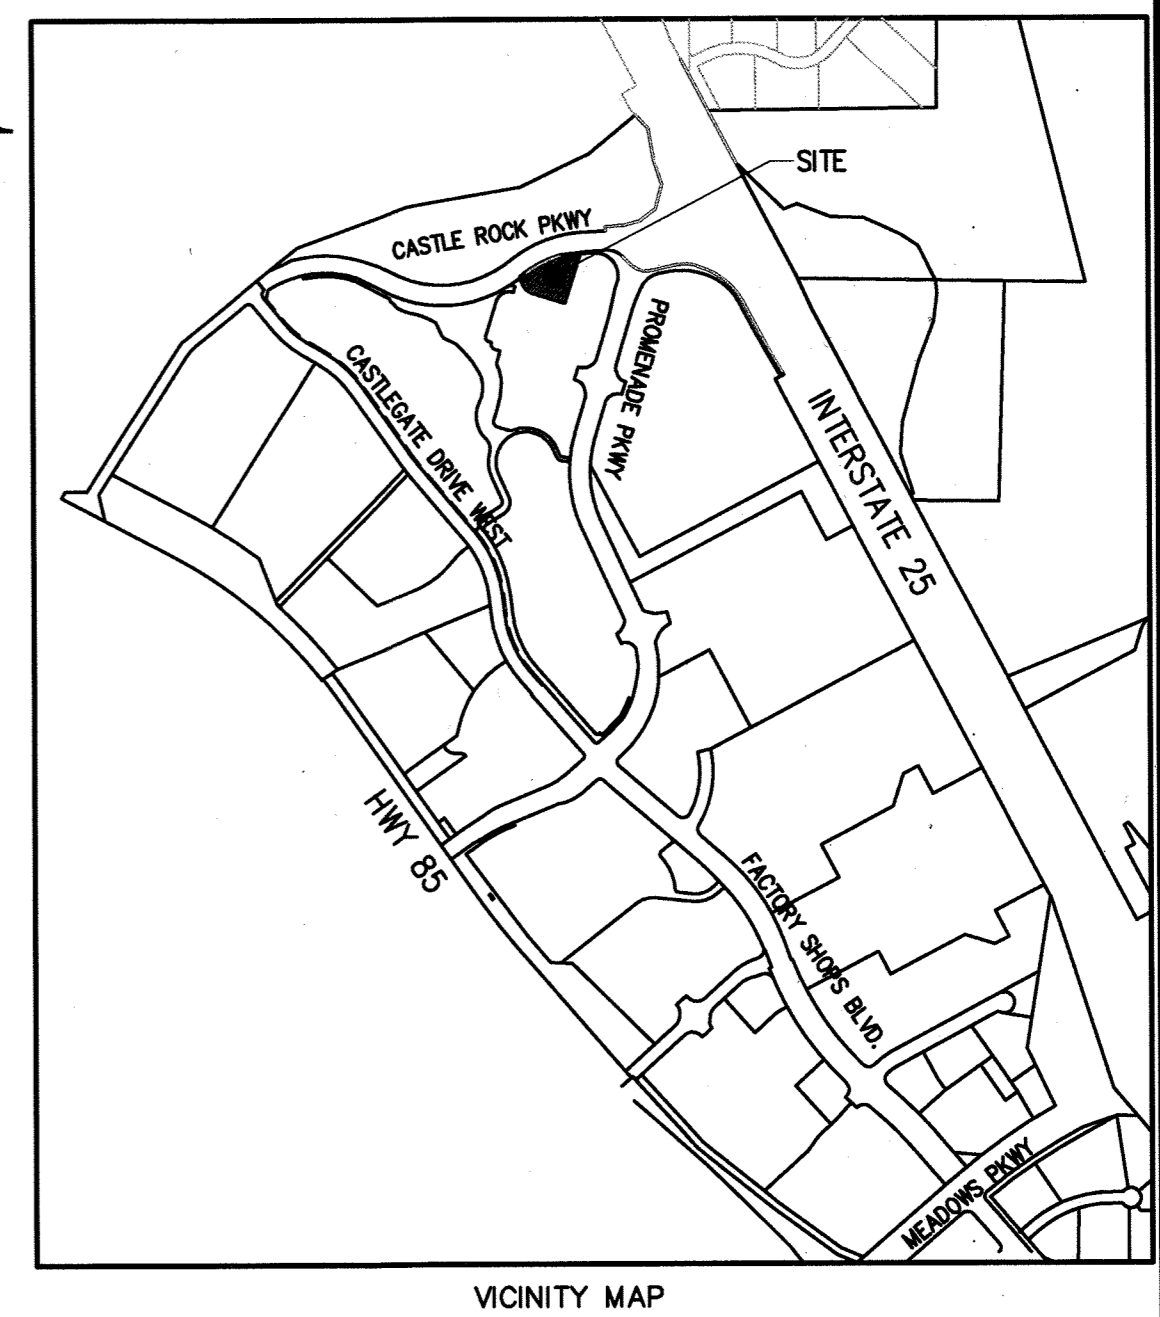 SITE
CASTLE ROCK PKWY
PROMENADE PKWY
CASTLEGATE DRIVE WEST
INTERSTATE 25
HWY 85
FACTORY SHOPS BLVD.
MEADOWS PKWY
VICINITY MAP